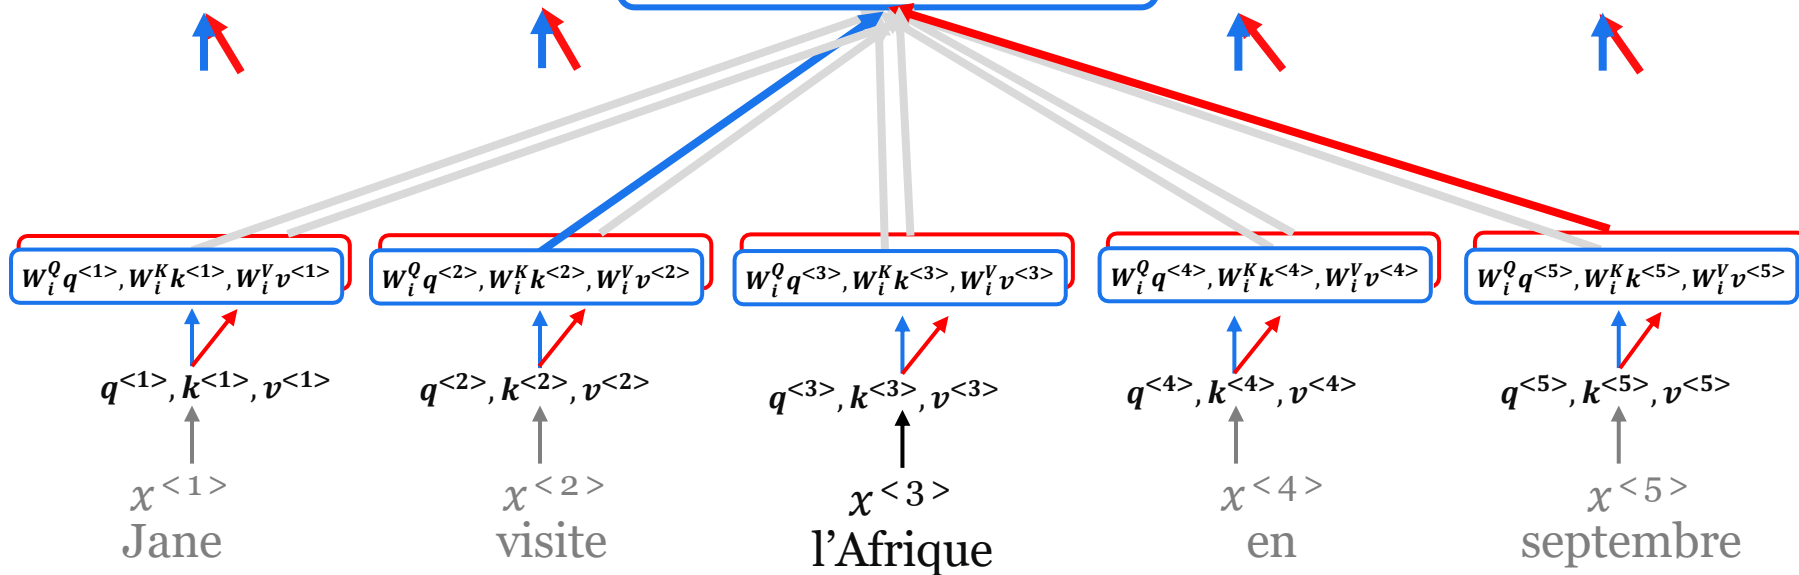 W_i^Q q^{<1>}, W_i^K k^{<1>}, W_i^V v^{<1>} W_i^Q q^{<2>}, W_i^K k^{<2>}, W_i^V v^{<2>} W_i^Q q^{<3>}, W_i^K k^{<3>}, W_i^V v^{<3>} W_i^Q q^{<4>}, W_i^K k^{<4>}, W_i^V v^{<4>} W_i^Q q^{<5>}, W_i^K k^{<5>}, W_i^V v^{<5>}
q^{<1>}, k^{<1>}, v^{<1>} q^{<2>}, k^{<2>}, v^{<2>} q^{<3>}, k^{<3>}, v^{<3>} q^{<4>}, k^{<4>}, v^{<4>} q^{<5>}, k^{<5>}, v^{<5>}
x^{<1>} x^{<2>} x^{<3>} x^{<4>} x^{<5>}
Jane visite l’Afrique en septembre